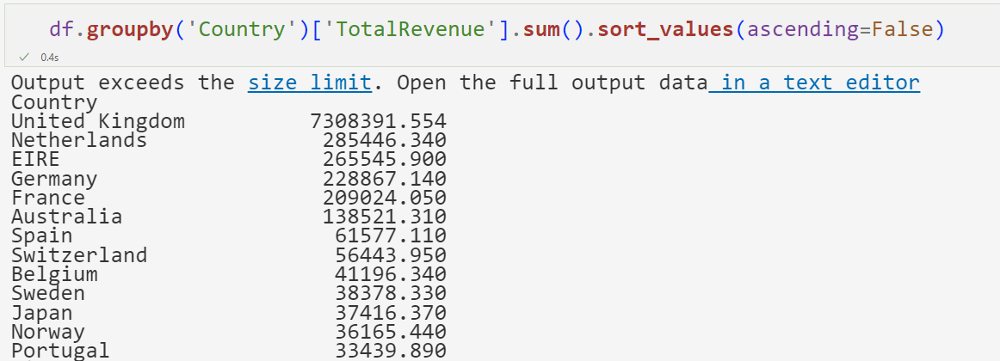 df.groupby('Country')['TotalRevenue'].sum().sort_values(ascending=False)
0.4s
Output exceeds the size limit. Open the full output data in a text editor
Country
United Kingdom 7308391.554
Netherlands 285446.340
EIRE 265545.900
Germany 228867.140
France 209024.050
Australia 138521.310
Spain 61577.110
Switzerland 56443.950
Belgium 41196.340
Sweden 38378.330
Japan 37416.370
Norway 36165.440
Portugal 33439.890